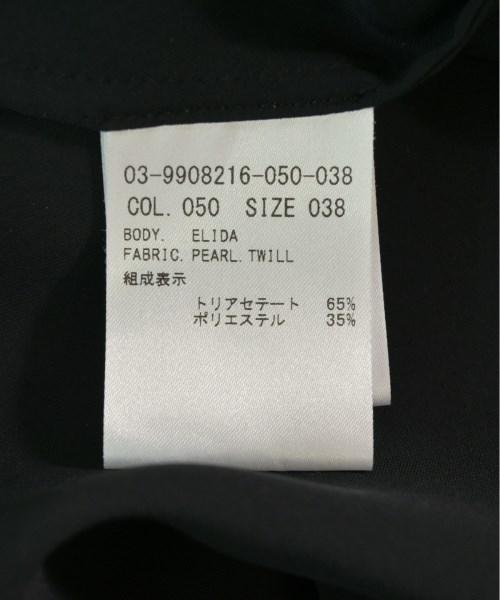 03-9908216-050-038
COL. 050 SIZE 038
BODY. ELIDA
FABRIC. PEARL. TWILL
組成表示
トリアセテート 65%
ポリエステル 35%